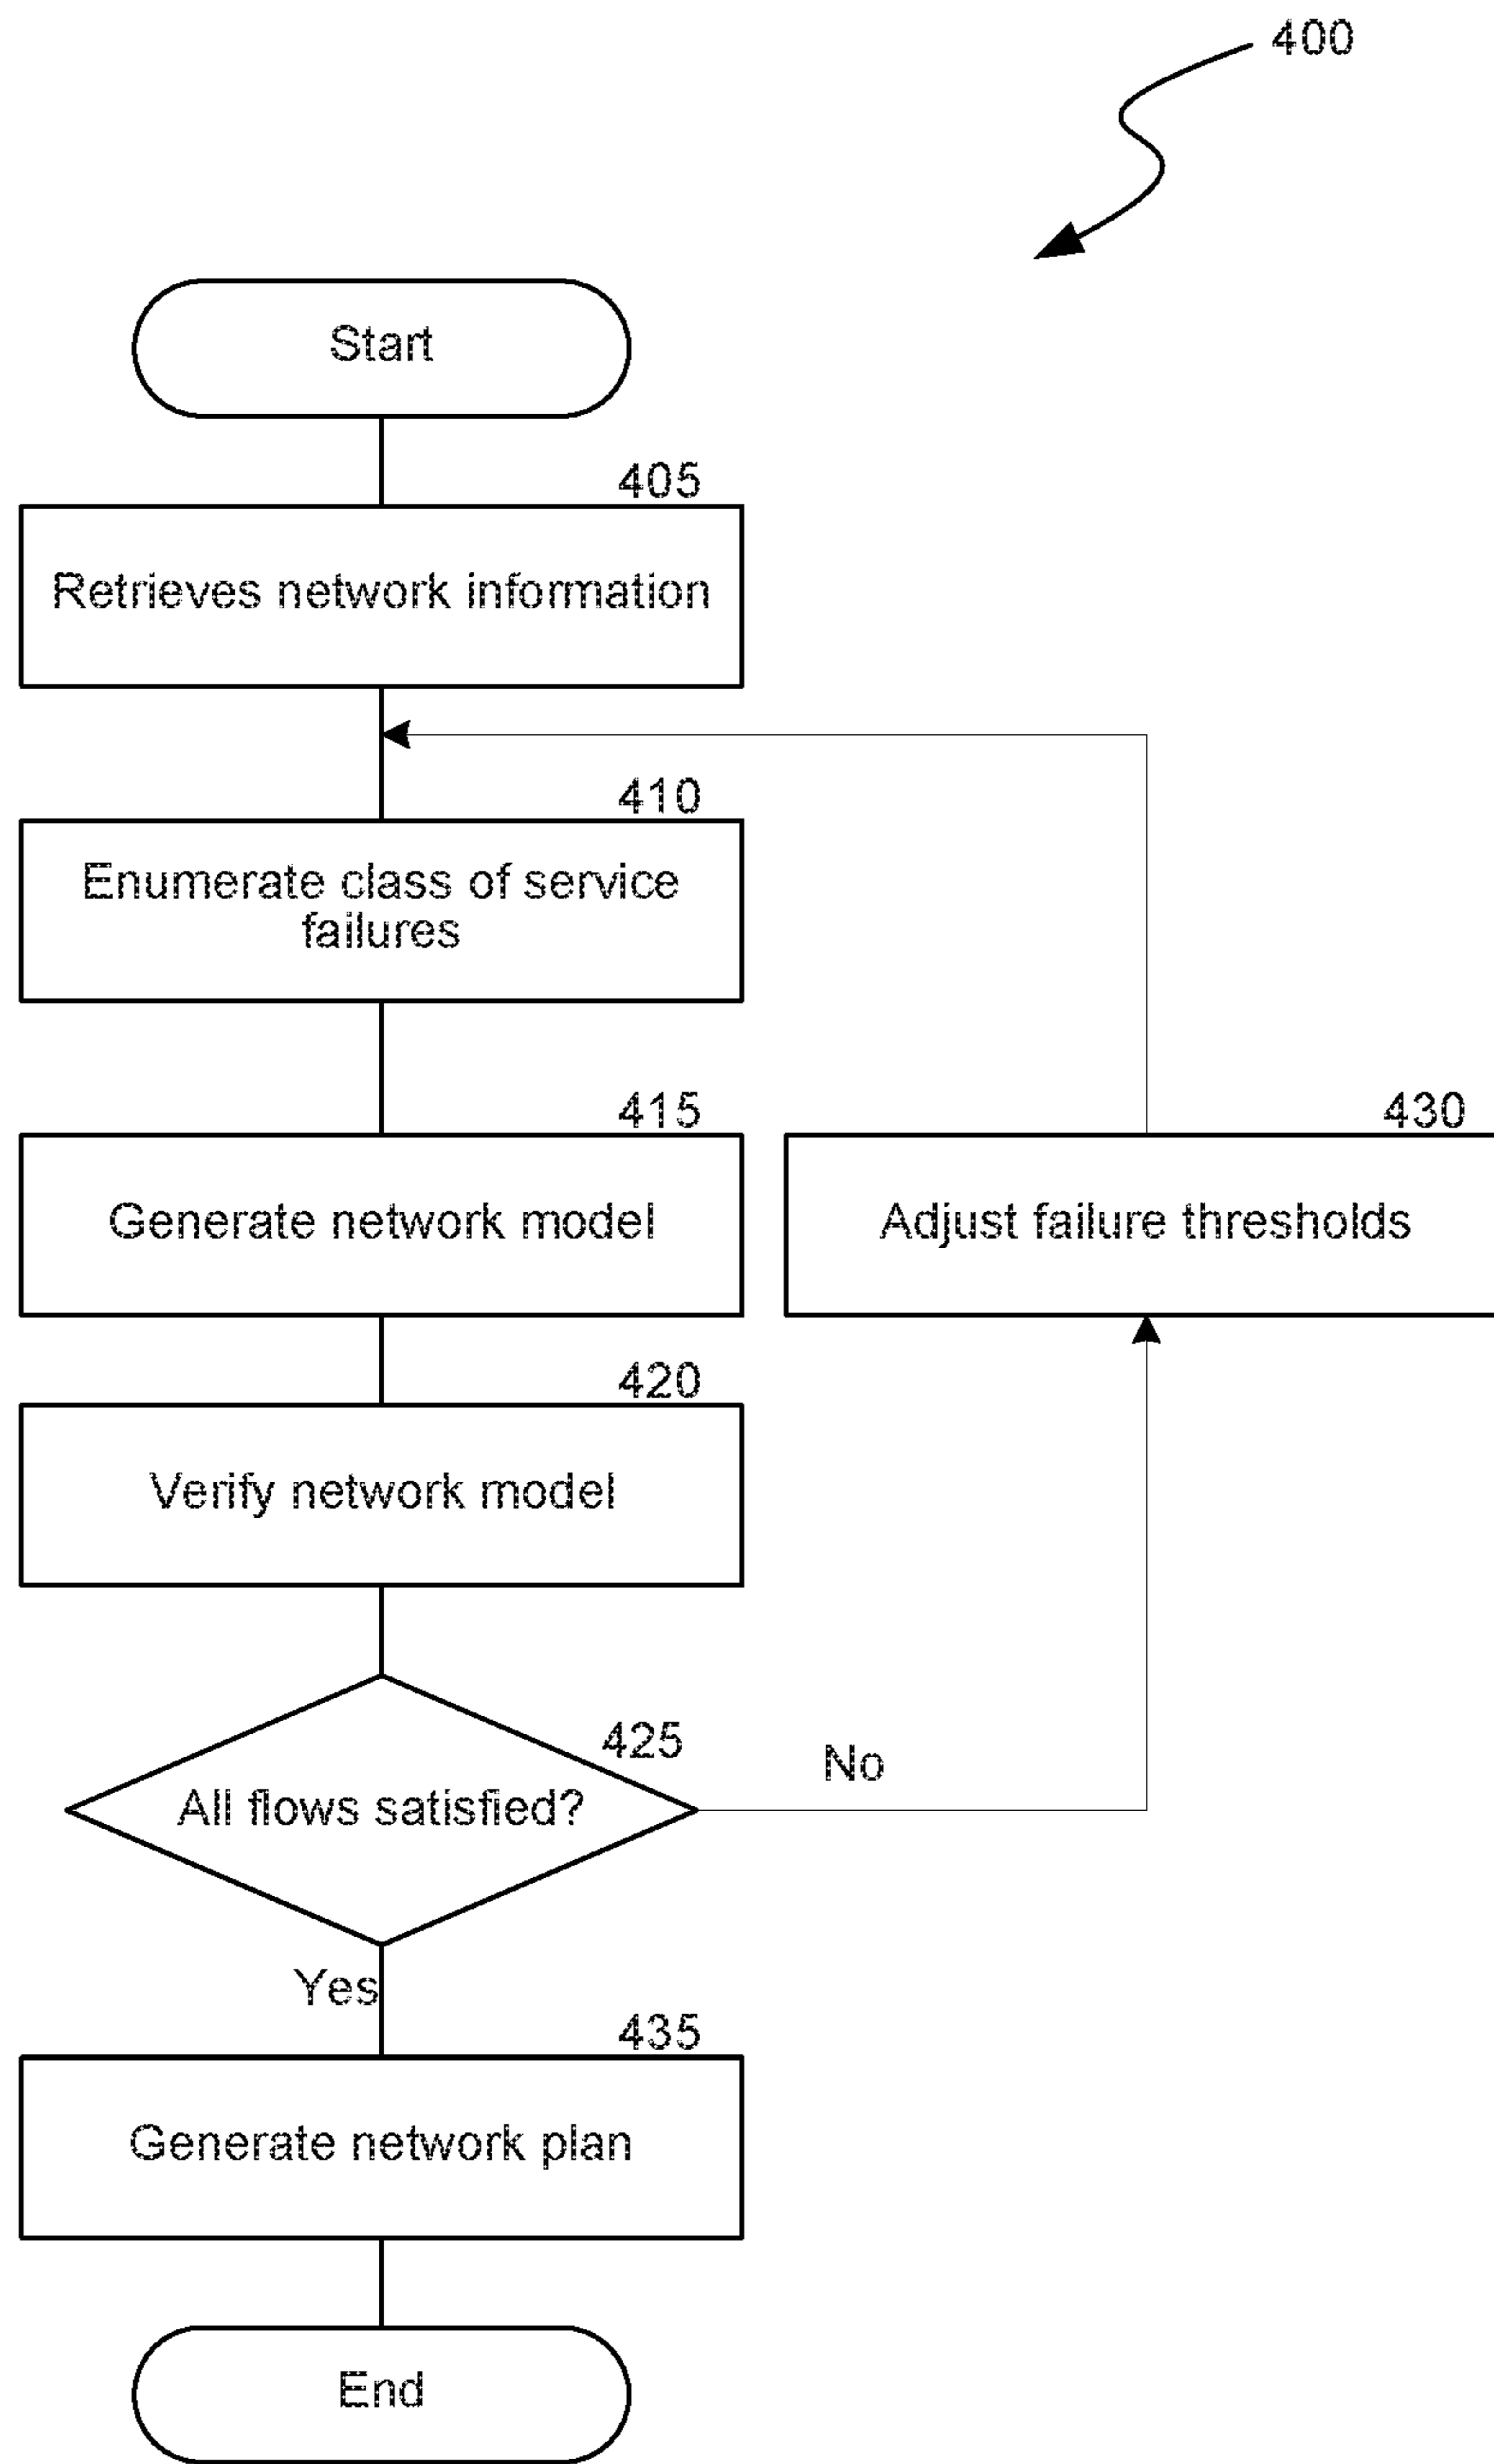 400
Start
405
Retrieves network information
410
Enumerate class of service
failures
415
Generate network model
430
Adjust failure thresholds
420
Verify network model
425
All flows satisfied?
No
Yes
435
Generate network plan
End